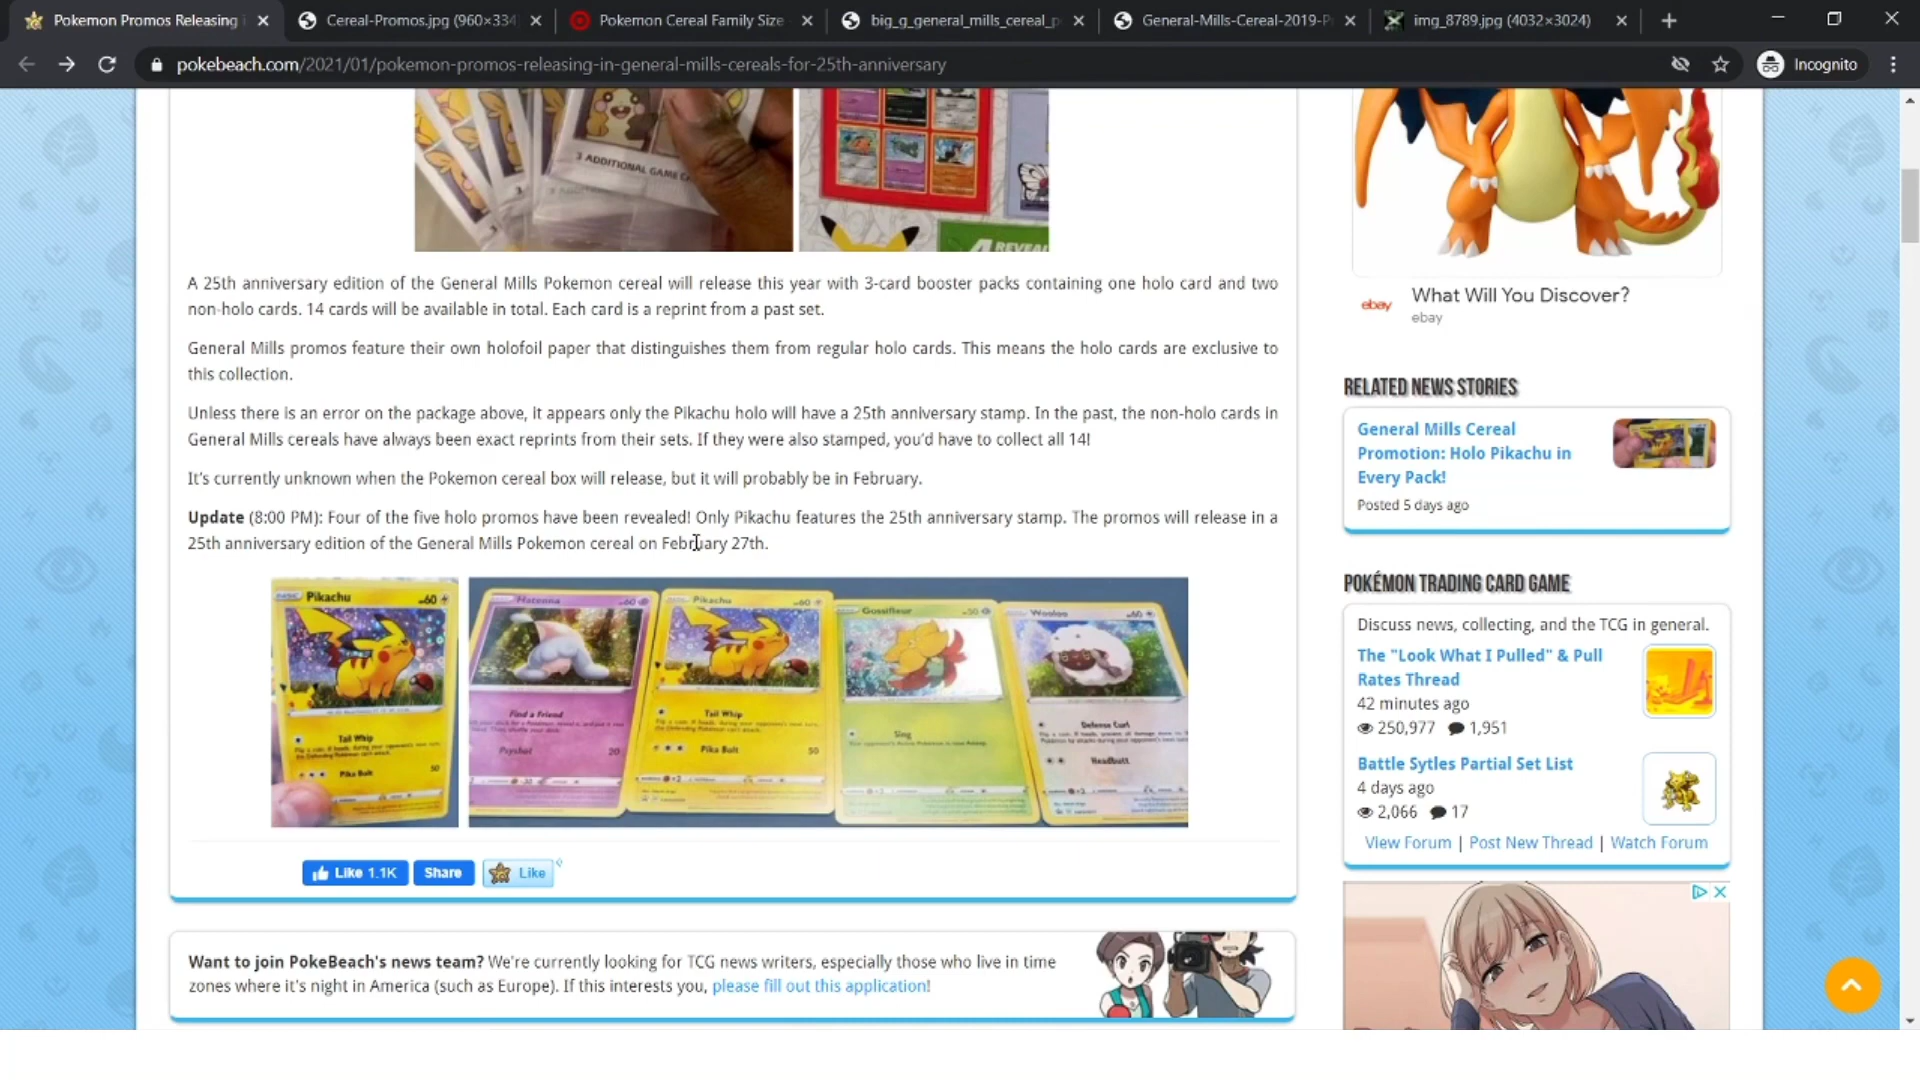 Pokemon Promos Releasing i
Cereal-Promos.jpg (960×334
Pokemon Cereal Family Size
big_g_general_mills_cereal_p
General-Mills-Cereal-2019-P
img_8789.jpg (4032×3024)
pokebeach.com/2021/01/pokemon-promos-releasing-in-general-mills-cereals-for-25th-anniversary
Incognito
3 ADDITIONAL GAME
4 REVEAL
A 25th anniversary edition of the General Mills Pokemon cereal will release this year with 3-card booster packs containing one holo card and two
non-holo cards. 14 cards will be available in total. Each card is a reprint from a past set.
General Mills promos feature their own holofoil paper that distinguishes them from regular holo cards. This means the holo cards are exclusive to
this collection.
Unless there is an error on the package above, it appears only the Pikachu holo will have a 25th anniversary stamp. In the past, the non-holo cards in
General Mills cereals have always been exact reprints from their sets. If they were also stamped, you'd have to collect all 14!
It's currently unknown when the Pokemon cereal box will release, but it will probably be in February.
Update (8:00 PM): Four of the five holo promos have been revealed! Only Pikachu features the 25th anniversary stamp. The promos will release in a
25th anniversary edition of the General Mills Pokemon cereal on February 27th.
Pikachu 60
Tail Whip
Pika Bolt 50
Hatenna 60
Find a Friend
Psyshot 20
Pikachu 60
Tail Whip
Pika Bolt 50
Gossifleur 50
Sing
Wooloo 60
Defense Curl
Headbutt
Like 1.1K
Share
Like
Want to join PokeBeach's news team? We're currently looking for TCG news writers, especially those who live in time
zones where it's night in America (such as Europe). If this interests you, please fill out this application!
ebay
What Will You Discover?
ebay
RELATED NEWS STORIES
General Mills Cereal
Promotion: Holo Pikachu in
Every Pack!
Posted 5 days ago
POKÉMON TRADING CARD GAME
Discuss news, collecting, and the TCG in general.
The "Look What I Pulled" & Pull
Rates Thread
42 minutes ago
250,977 1,951
Battle Sytles Partial Set List
4 days ago
2,066 17
View Forum | Post New Thread | Watch Forum